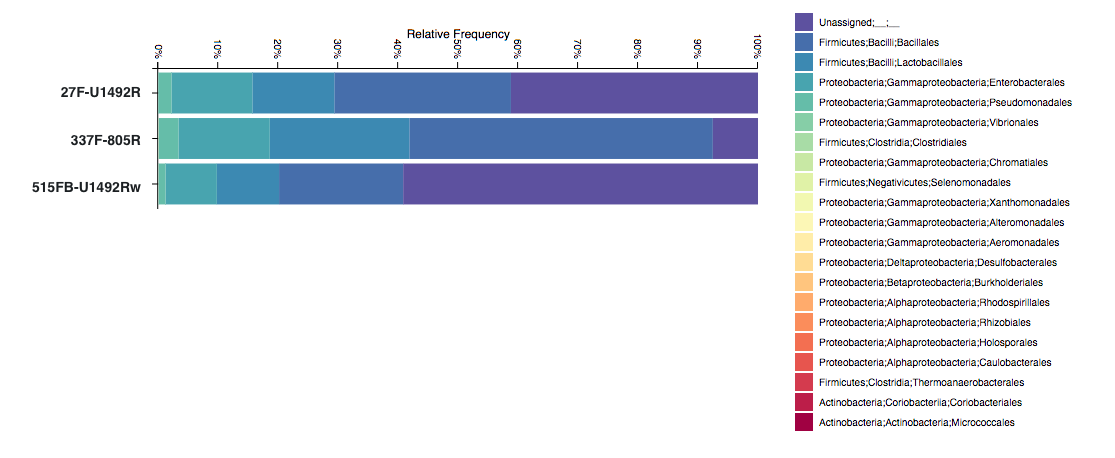 Relative Frequency
0%
10%
20%
30%
40%
50%
60%
70%
80%
90%
100%
27F-U1492R
337F-805R
515FB-U1492Rw
Unassigned;__;__
Firmicutes;Bacilli;Bacillales
Firmicutes;Bacilli;Lactobacillales
Proteobacteria;Gammaproteobacteria;Enterobacterales
Proteobacteria;Gammaproteobacteria;Pseudomonadales
Proteobacteria;Gammaproteobacteria;Vibrionales
Firmicutes;Clostridia;Clostridiales
Proteobacteria;Gammaproteobacteria;Chromatiales
Firmicutes;Negativicutes;Selenomonadales
Proteobacteria;Gammaproteobacteria;Xanthomonadales
Proteobacteria;Gammaproteobacteria;Alteromonadales
Proteobacteria;Gammaproteobacteria;Aeromonadales
Proteobacteria;Deltaproteobacteria;Desulfobacterales
Proteobacteria;Betaproteobacteria;Burkholderiales
Proteobacteria;Alphaproteobacteria;Rhodospirillales
Proteobacteria;Alphaproteobacteria;Rhizobiales
Proteobacteria;Alphaproteobacteria;Holosporales
Proteobacteria;Alphaproteobacteria;Caulobacterales
Firmicutes;Clostridia;Thermoanaerobacterales
Actinobacteria;Coriobacteriia;Coriobacteriales
Actinobacteria;Actinobacteria;Micrococcales